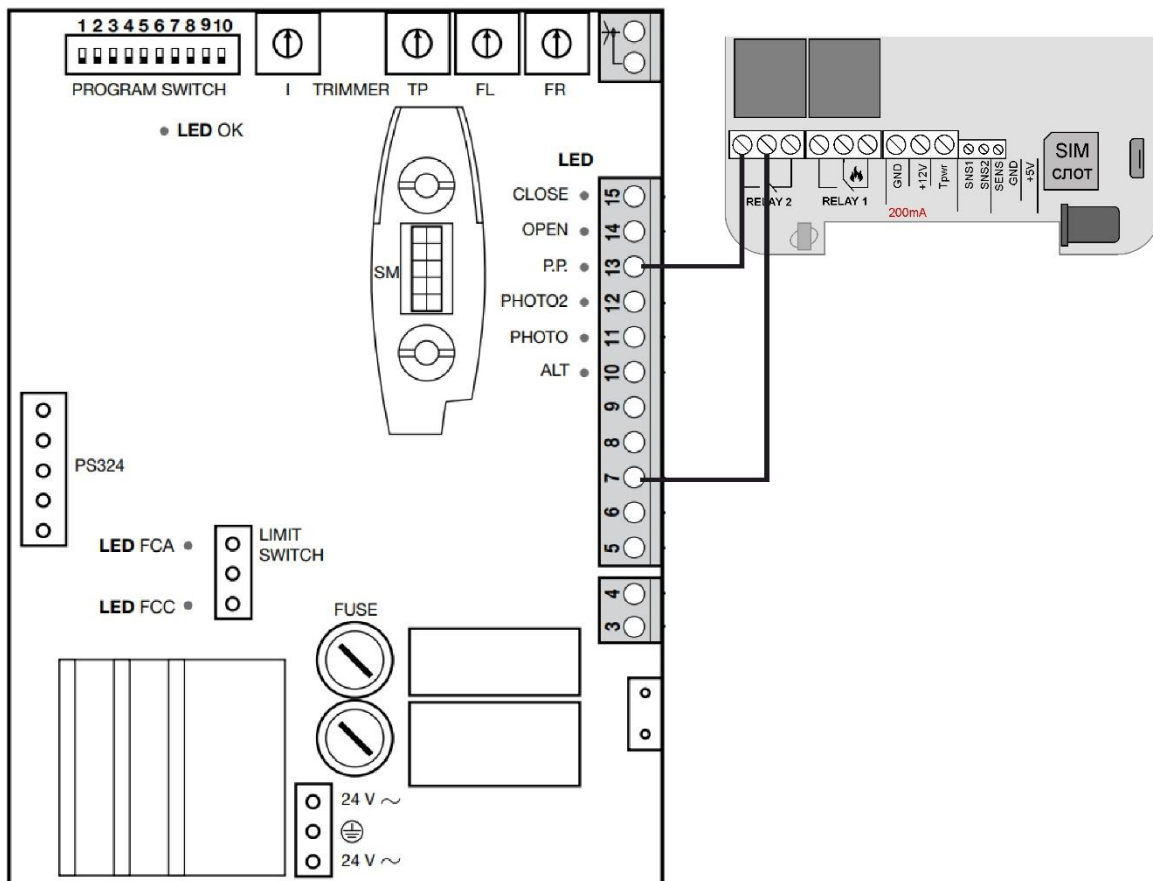 1 2 3 4 5 6 7 8 9 10
PROGRAM SWITCH
I TRIMMER TP FL FR
LED OK
LED
CLOSE 15
OPEN 14
P.P. 13
PHOTO2 12
PHOTO 11
ALT 10
9
8
7
6
5
4
3
SM
PS324
LED FCA
LIMIT
SWITCH
LED FCC
FUSE
24 V ~
24 V ~
RELAY 2
RELAY 1
GND
+12V
Tpwr
200mA
SNS1
SNS2
SENS
GND
+5V
SIM
слот